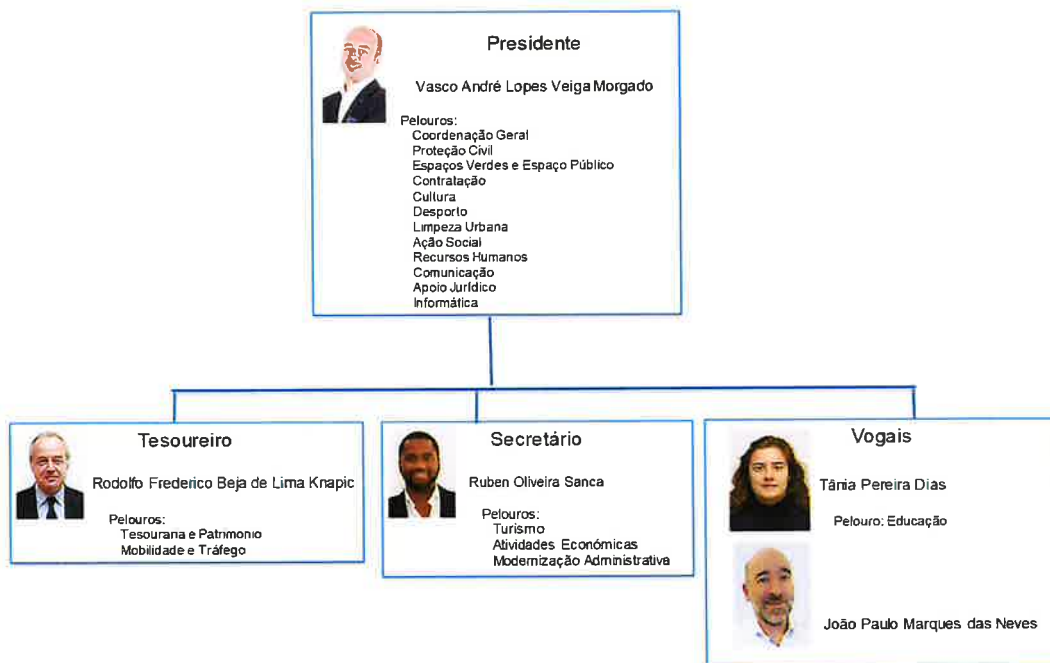 Presidente
Vasco André Lopes Veiga Morgado
Pelouros:
Coordenação Geral
Proteção Civil
Espaços Verdes e Espaço Público
Contratação
Cultura
Desporto
Limpeza Urbana
Ação Social
Recursos Humanos
Comunicação
Apoio Jurídico
Informática
Tesoureiro
Rodolfo Frederico Beja de Lima Knapic
Pelouros:
Tesouraria e Patrimonio
Mobilidade e Tráfego
Secretário
Ruben Oliveira Sanca
Pelouros:
Turismo
Atividades Económicas
Modernização Administrativa
Vogais
Tânia Pereira Dias
Pelouro: Educação
João Paulo Marques das Neves